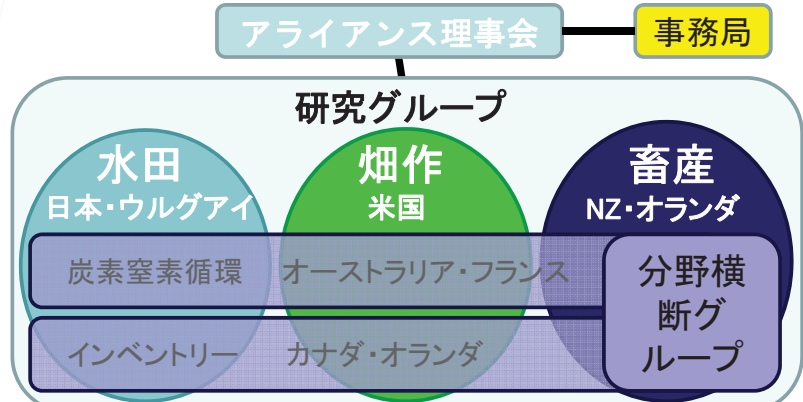 アライアンス理事会
事務局
研究グループ
水田
日本・ウルグアイ
畑作
米国
畜産
NZ・オランダ
炭素窒素循環 オーストラリア・フランス
インベントリー カナダ・オランダ
分野横
断グ
ループ